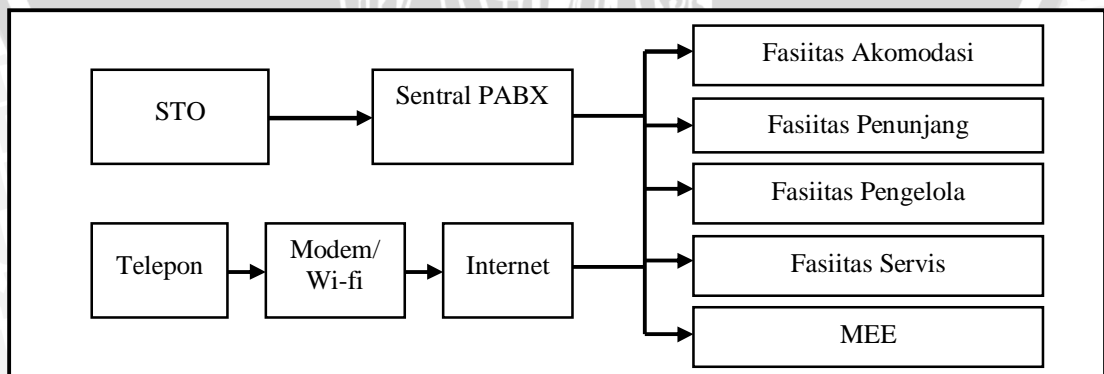 STO
Sentral PABX
Telepon
Modem/
Wi-fi
Internet
Fasiitas Akomodasi
Fasiitas Penunjang
Fasiitas Pengelola
Fasiitas Servis
MEE